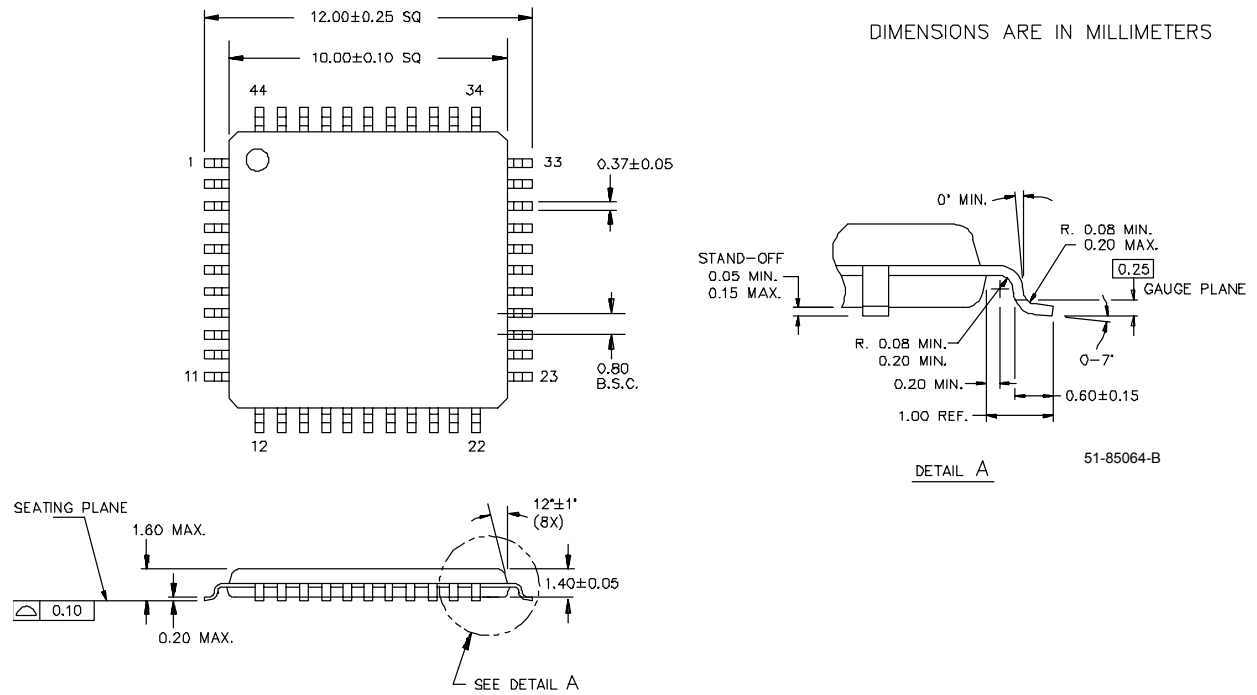 12.00±0.25 SQ
DIMENSIONS ARE IN MILLIMETERS
10.00±0.10 SQ
44
34
1
33
0.37±0.05
0.80
B.S.C.
11
23
12
22
0° MIN.
R. 0.08 MIN.
0.20 MAX.
STAND-OFF
0.05 MIN.
0.15 MAX.
0.25
GAUGE PLANE
R. 0.08 MIN.
0.20 MIN.
0-7°
0.20 MIN.
0.60±0.15
1.00 REF.
DETAIL A
51-85064-B
SEATING PLANE
1.60 MAX.
12°±1°
(8X)
1.40±0.05
0.10
0.20 MAX.
SEE DETAIL A